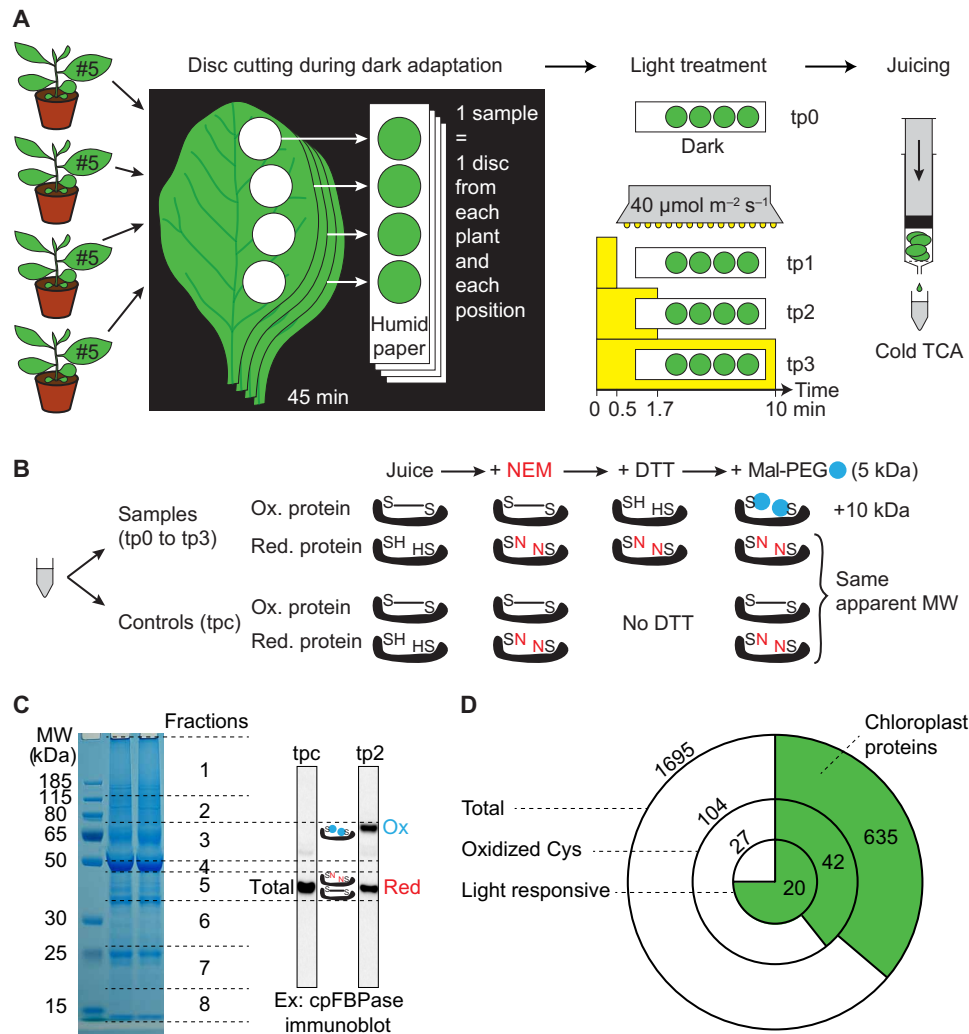 A
#5
#5
#5
#5
Disc cutting during dark adaptation
45 min
Humid
paper
1 sample
=
1 disc
from
each
plant
and
each
position
Light treatment
tp0
Dark
40 µmol m⁻² s⁻¹
tp1
tp2
tp3
Time
0 0.5 1.7 10 min
Juicing
Cold TCA
B
Juice + NEM + DTT + Mal-PEG (5 kDa)
Samples
(tp0 to tp3)
Ox. protein S S S S SH HS S S +10 kDa
Red. protein SH HS SN NS SN NS SN NS
Same
apparent MW
Controls (tpc)
Ox. protein S S S S S S
No DTT
Red. protein SH HS SN NS SN NS
C
MW
(kDa)
185
115
80
65
50
30
25
15
Fractions
1
2
3
4
5
6
7
8
tpc tp2
S S Ox
SN NS
S S
Total Red
Ex: cpFBPase
immunoblot
D
Chloroplast
proteins
Total
Oxidized Cys
Light responsive
1695
104
27
635
42
20